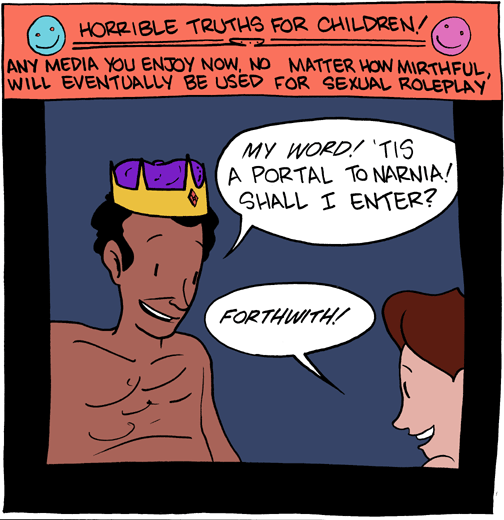 HORRIBLE TRUTHS FOR CHILDREN!
ANY MEDIA YOU ENJOY NOW, NO MATTER HOW MIRTHFUL,
WILL EVENTUALLY BE USED FOR SEXUAL ROLEPLAY
MY WORD! 'TIS
A PORTAL TO NARNIA!
SHALL I ENTER?
FORTHWITH!